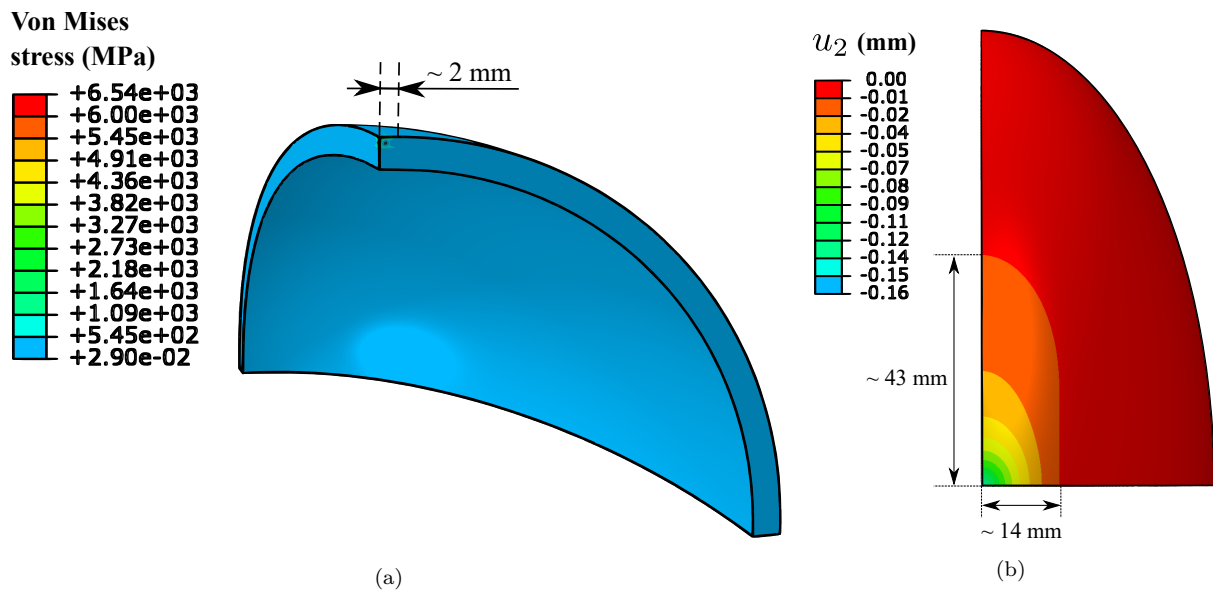 Von Mises
stress (MPa)
+6.54e+03
+6.00e+03
+5.45e+03
+4.91e+03
+4.36e+03
+3.82e+03
+3.27e+03
+2.73e+03
+2.18e+03
+1.64e+03
+1.09e+03
+5.45e+02
+2.90e-02
~ 2 mm
(a)
u2 (mm)
0.00
-0.01
-0.02
-0.04
-0.05
-0.07
-0.08
-0.09
-0.11
-0.12
-0.14
-0.15
-0.16
~ 43 mm
~ 14 mm
(b)